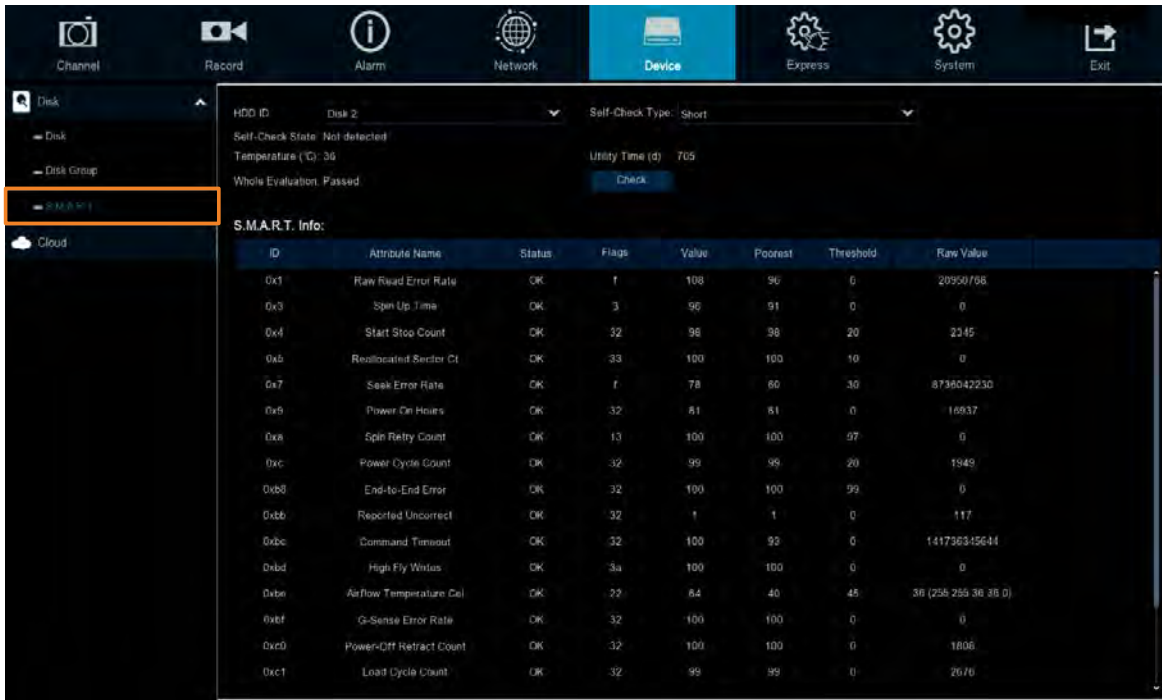 Channel Record Alarm Network Device Express System Exit
Disk
Disk
Disk Group
S.M.A.R.T
Cloud
HDD ID Disk 2 Self-Check Type: Short
Self-Check State: Not detected
Temperature (℃): 36 Utility Time (d) 705
Whole Evaluation: Passed Check
S.M.A.R.T. Info:
ID Attribute Name Status Flags Value Poorest Threshold Raw Value
0x1 Raw Read Error Rate OK f 108 96 6 20950768
0x3 Spin Up Time OK 3 96 91 0 0
0x4 Start Stop Count OK 32 98 98 20 2345
0x5 Reallocated Sector Ct OK 33 100 100 10 0
0x7 Seek Error Rate OK f 78 60 30 8736042230
0x9 Power On Hours OK 32 81 81 0 16937
0xa Spin Retry Count OK 13 100 100 97 0
0xc Power Cycle Count OK 32 99 99 20 1949
0xb8 End-to-End Error OK 32 100 100 99 0
0xbb Reported Uncorrect OK 32 1 1 0 117
0xbc Command Timeout OK 32 100 93 0 141736345644
0xbd High Fly Writes OK 3a 100 100 0 0
0xbe Airflow Temperature Cel OK 22 64 40 45 36 (255 255 36 36 0)
0xbf G-Sense Error Rate OK 32 100 100 0 0
0xc0 Power-Off Retract Count OK 32 100 100 0 1808
0xc1 Load Cycle Count OK 32 99 99 0 2676